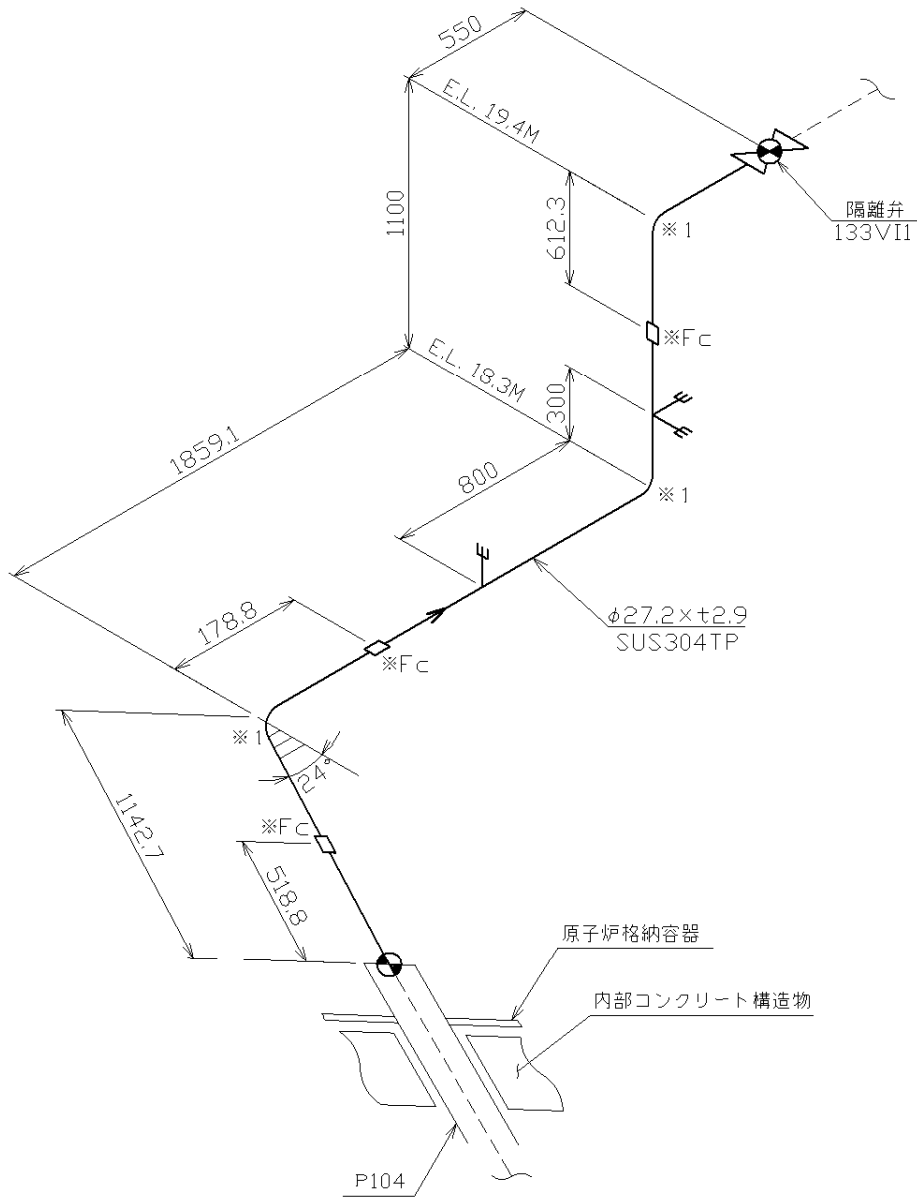 550
E.L. 19.4M
1100
612.3
隔離弁
133VI1
※1
※Fc
E.L. 18.3M
300
1859.1
800
※1
178.8
φ27.2×t2.9
SUS304TP
※Fc
※1
24°
1142.7
※Fc
518.8
原子炉格納容器
内部コンクリート構造物
P104